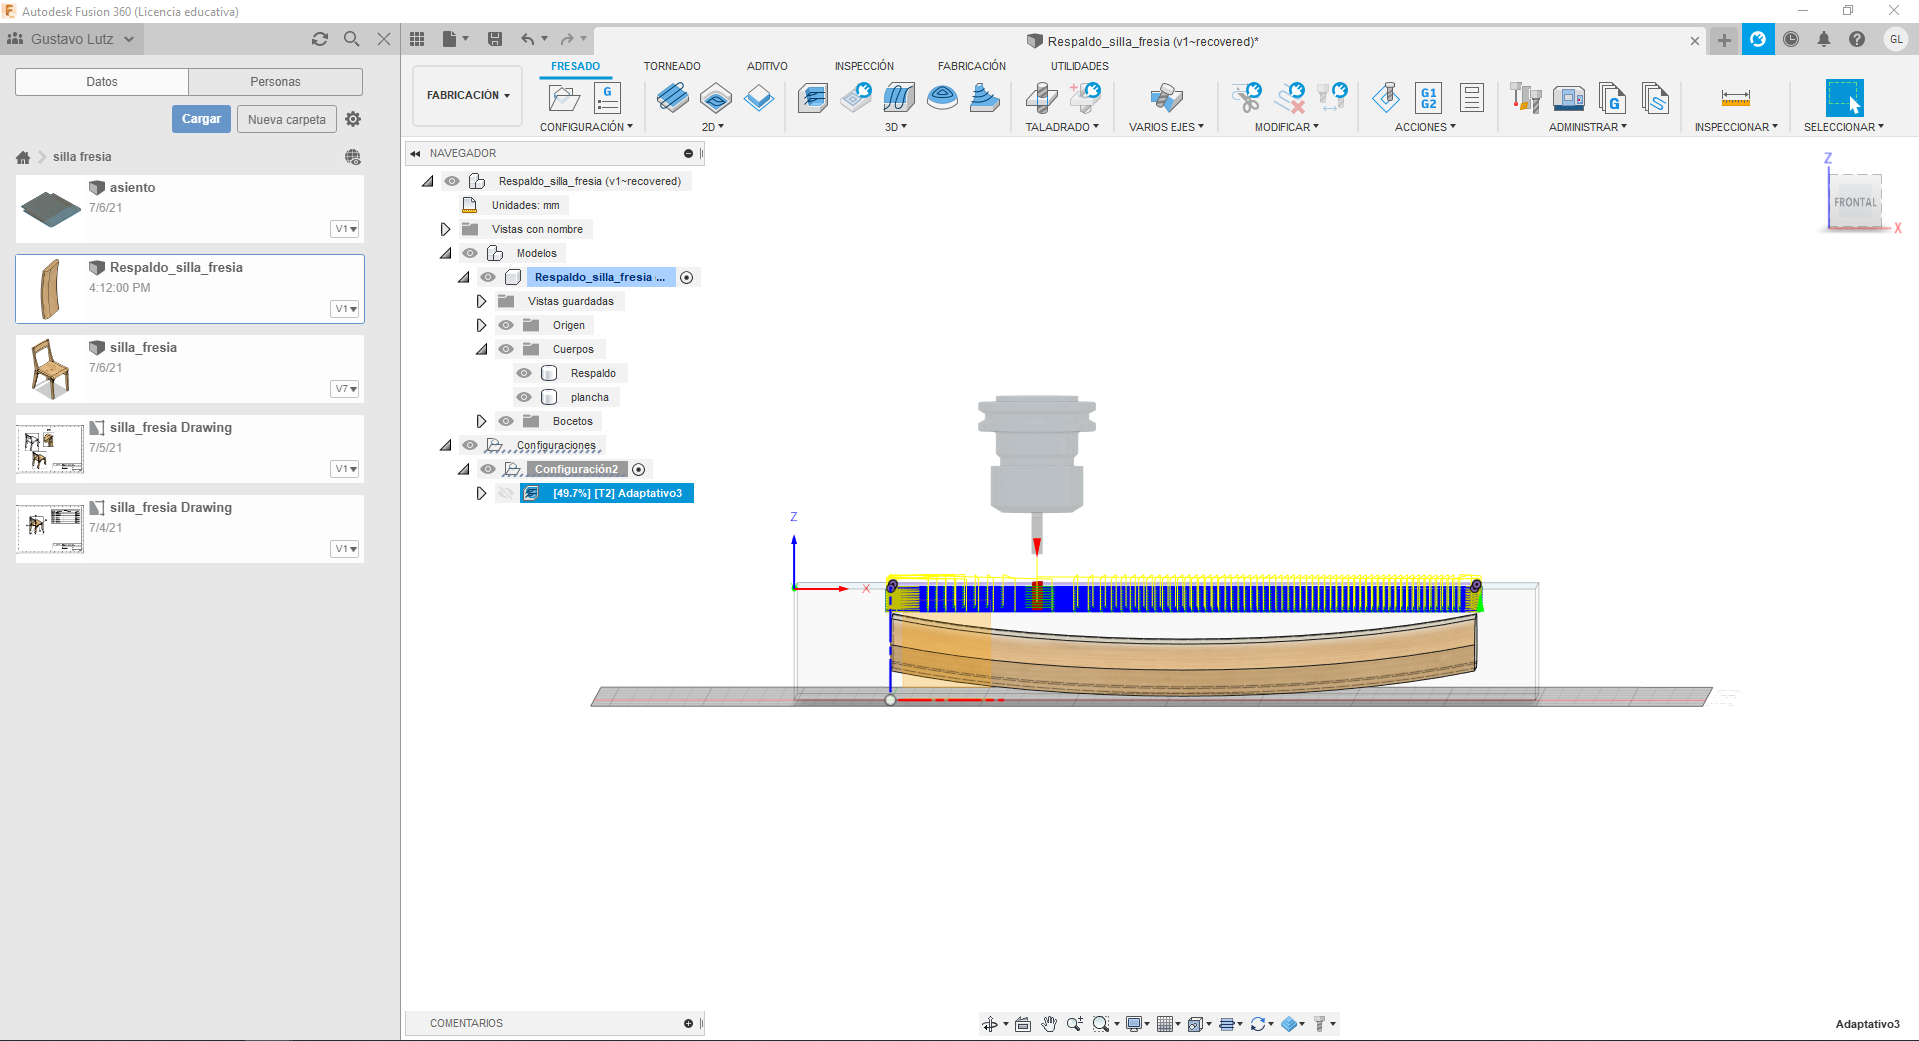 Autodesk Fusion 360 (Licencia educativa)
Gustavo Lutz
Respaldo_silla_fresia (v1~recovered)*
GL
Datos
Personas
Cargar
Nueva carpeta
silla fresia
asiento
7/6/21
V1
Respaldo_silla_fresia
4:12:00 PM
V1
silla_fresia
7/6/21
V7
silla_fresia Drawing
7/5/21
V1
silla_fresia Drawing
7/4/21
V1
FABRICACIÓN
FRESADO
TORNEADO
ADITIVO
INSPECCIÓN
FABRICACIÓN
UTILIDADES
G
G1
G2
G
S
CONFIGURACIÓN
2D
3D
TALADRADO
VARIOS EJES
MODIFICAR
ACCIONES
ADMINISTRAR
INSPECCIONAR
SELECCIONAR
NAVEGADOR
Respaldo_silla_fresia (v1~recovered)
Unidades: mm
Vistas con nombre
Modelos
Respaldo_silla_fresia ...
Vistas guardadas
Origen
Cuerpos
Respaldo
plancha
Bocetos
Configuraciones
Configuración2
[49.7%] [T2] Adaptativo3
Z
FRONTAL
X
Z
X
COMENTARIOS
Adaptativo3